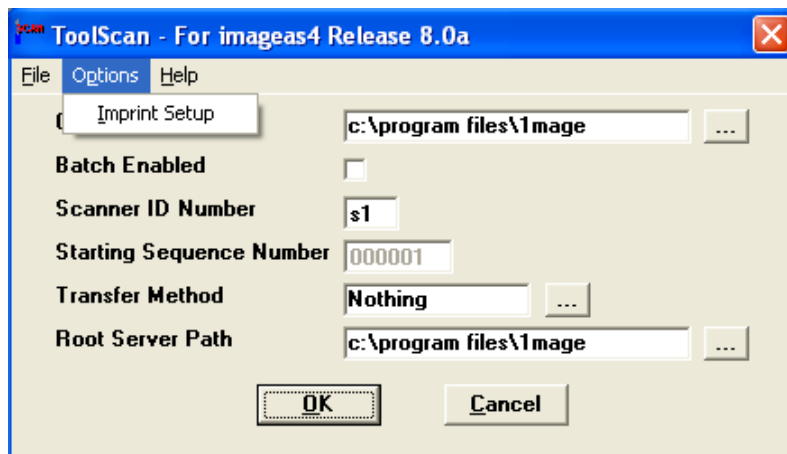 SCAN ToolScan - For imageas4 Release 8.0a
File Options Help
Imprint Setup
c:\program files\1mage ...
Batch Enabled
Scanner ID Number s1
Starting Sequence Number 000001
Transfer Method Nothing ...
Root Server Path c:\program files\1mage ...
OK Cancel